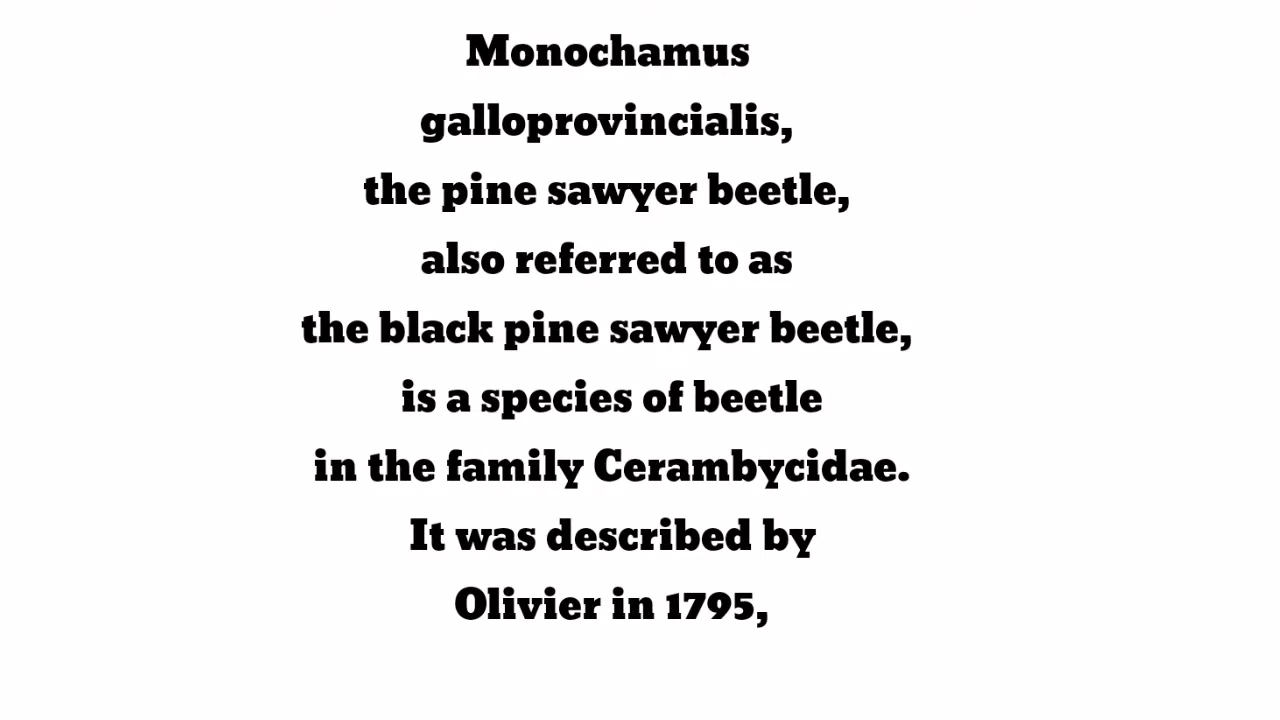 Monochamus
galloprovincialis,
the pine sawyer beetle,
also referred to as
the black pine sawyer beetle,
is a species of beetle
in the family Cerambycidae.
It was described by
Olivier in 1795,